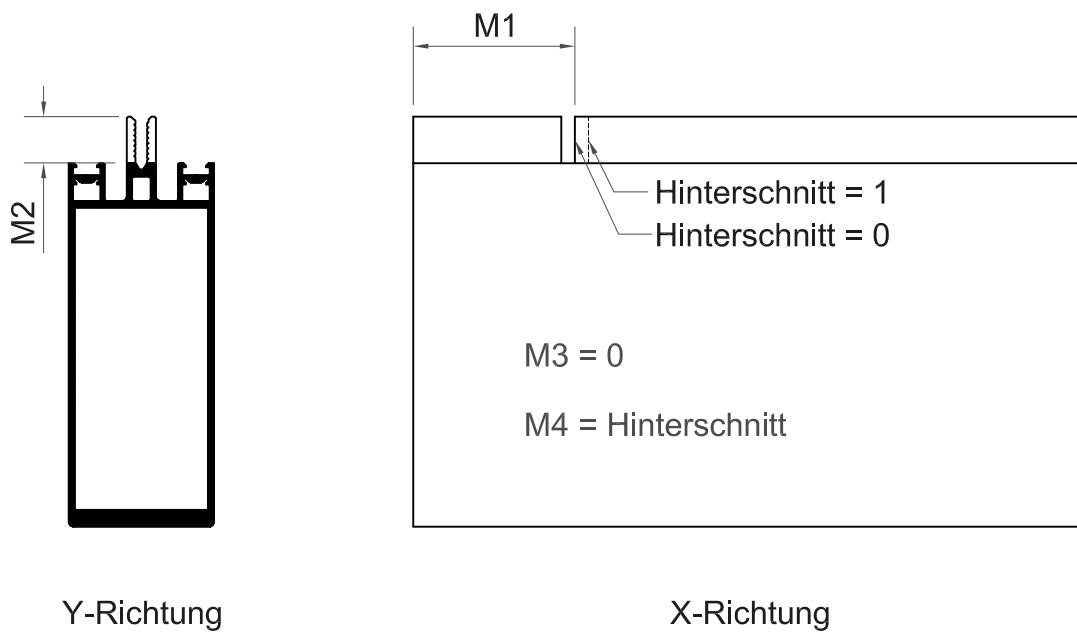 M1
M2
Hinterschnitt = 1
Hinterschnitt = 0
M3 = 0
M4 = Hinterschnitt
Y-Richtung
X-Richtung